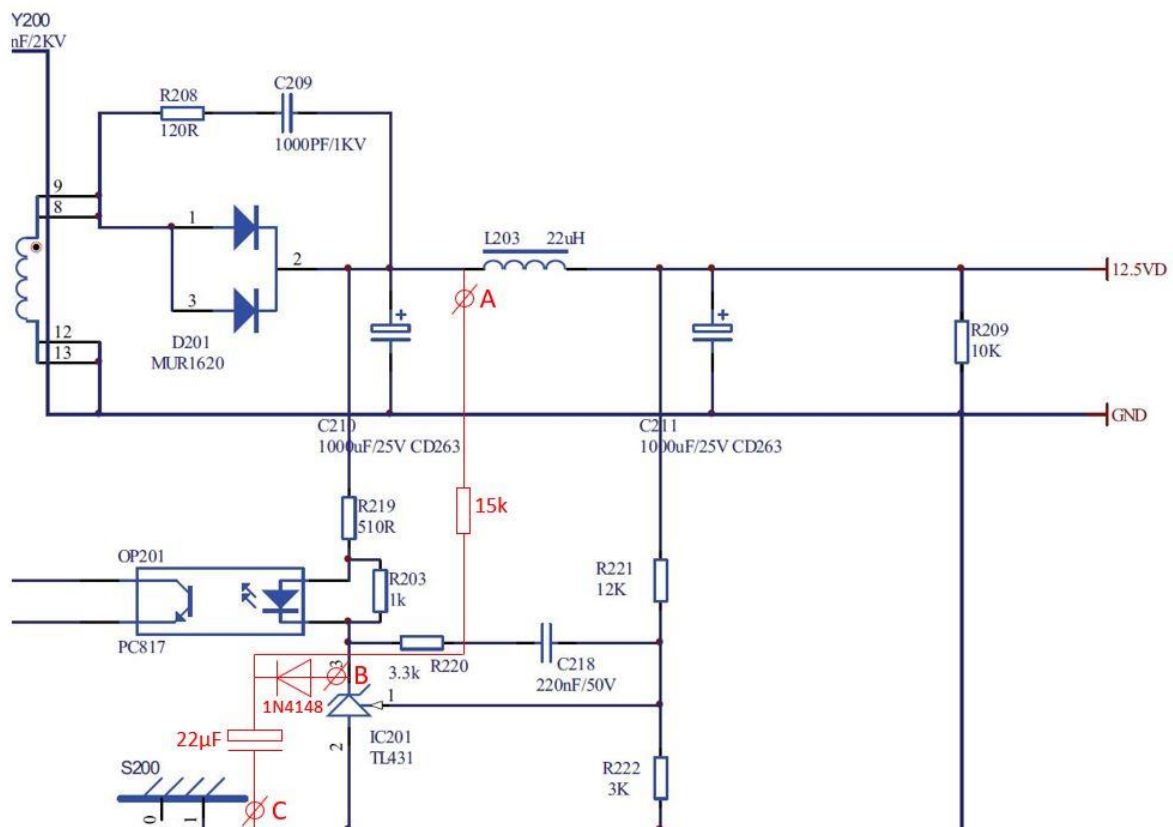 Y200
nF/2KV
C209
R208
120R
1000PF/1KV
9
8
1
2
3
12
13
D201
MUR1620
L203 22uH
12.5VD
A
R209
10K
GND
C210
1000uF/25V CD263
C211
1000uF/25V CD263
R219
510R
15k
OP201
R203
1k
R221
12K
PC817
3.3k
R220
C218
220nF/50V
3
B
1
1N4148
22µF
2
IC201
TL431
S200
R222
3K
C
0
1